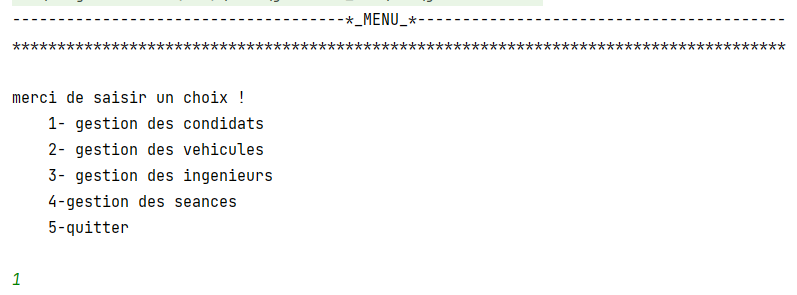 -------------------------------------*_MENU_*-----------------------------------------
**************************************************************************************
merci de saisir un choix !
1- gestion des condidats
2- gestion des vehicules
3- gestion des ingenieurs
4-gestion des seances
5-quitter
1